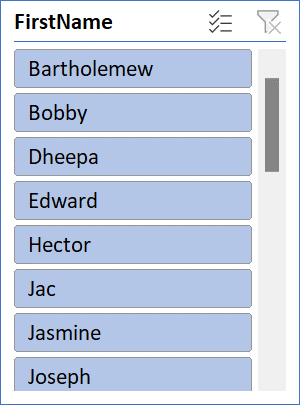 FirstName
Bartholemew
Bobby
Dheepa
Edward
Hector
Jac
Jasmine
Joseph